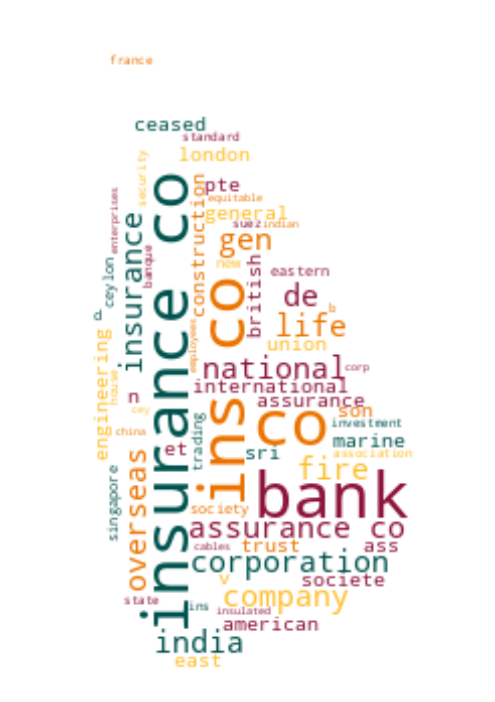 france
ceased
standard
london
security
pte
equitable
enterprises
construction
general
suez
indian
insurance co
insurance
gen
new
banque
british
eastern
ceylon
ins co
de
b
a
life
employees
union
engineering
national
corp
house
international
n
assurance
cey
co
son
trading
investment
china
marine
et
sri
association
fire
overseas
singapore
bank
society
assurance co
cables
trust
ass
corporation
v
societe
company
state
ins
insulated
american
india
east